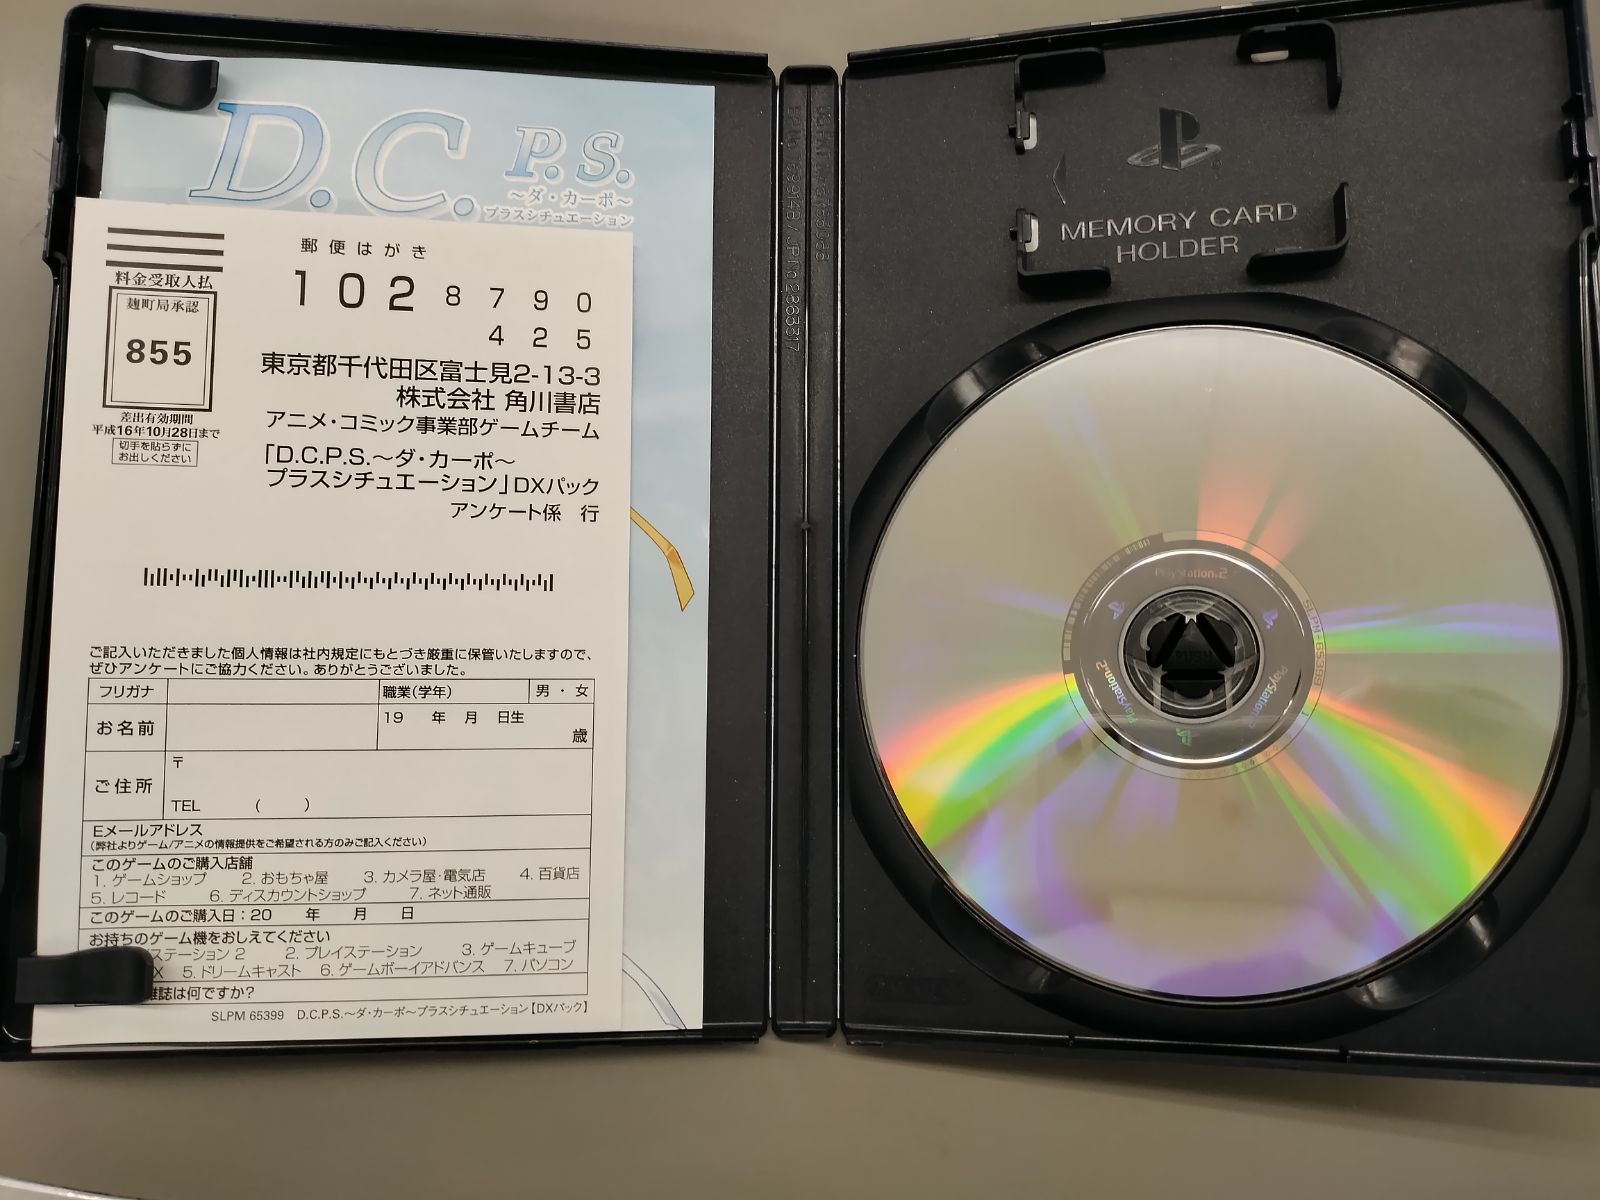 D.C.P.S.
～ダ・カーポ～
プラスシチュエーション
郵便はがき
料金受取人払
麹町局承認
855
差出有効期間
平成16年10月28日まで
切手を貼らずに
お出しください
102 8790
425
東京都千代田区富士見2-13-3
株式会社 角川書店
アニメ・コミック事業部ゲームチーム
「D.C.P.S.～ダ・カーポ～
プラスシチュエーション」DXパック
アンケート係 行
ご記入いただきました個人情報は社内規定にもとづき厳重に保管いたしますので、
ぜひアンケートにご協力ください。ありがとうございました。
フリガナ 職業(学年) 男・女
お名前 19 年 月 日生
歳
ご住所 〒
TEL ( )
Eメールアドレス
(弊社よりゲーム/アニメの情報提供をご希望される方のみご記入ください)
このゲームのご購入店舗
1. ゲームショップ 2. おもちゃ屋 3. カメラ屋・電気店 4. 百貨店
5. レコード 6. ディスカウントショップ 7. ネット通販
このゲームのご購入日：20 年 月 日
お持ちのゲーム機をおしえてください
ステーション 2 2. プレイステーション 3. ゲームキューブ
X 5. ドリームキャスト 6. ゲームボーイアドバンス 7. パソコン
雑誌は何ですか?
SLPM 65399 D.C.P.S.～ダ・カーポ～プラスシチュエーション【DXパック】
MEMORY CARD
HOLDER
PlayStation.2
SLPM-65399
PlayStation.2
PlayStation.2